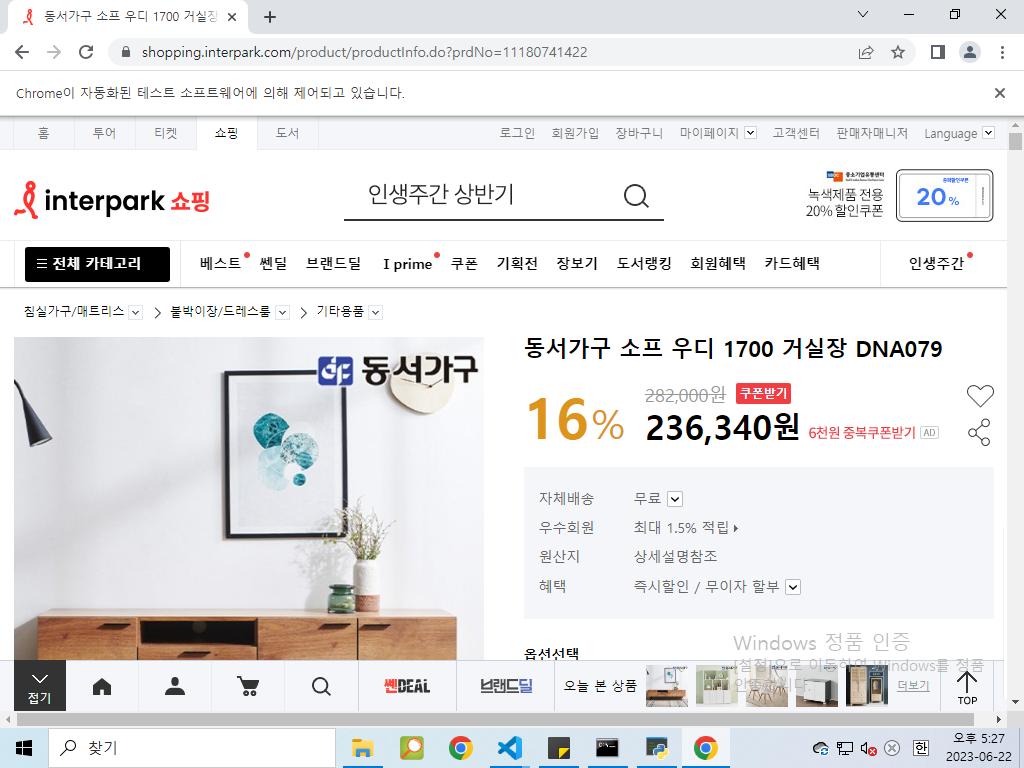 동서가구 소프 우디 1700 거실장
shopping.interpark.com/product/productInfo.do?prdNo=11180741422
Chrome이 자동화된 테스트 소프트웨어에 의해 제어되고 있습니다.
홈 투어 티켓 쇼핑 도서 로그인 회원가입 장바구니 마이페이지 고객센터 판매자매니저 Language
interpark 쇼핑
인생주간 상반기
중소기업유통센터
녹색제품 전용
20% 할인쿠폰
중복할인쿠폰
20%
전체 카테고리 베스트 쎈딜 브랜드딜 I prime 쿠폰 기획전 장보기 도서랭킹 회원혜택 카드혜택 인생주간
침실가구/매트리스 붙박이장/드레스룸 기타용품
동서가구
동서가구 소프 우디 1700 거실장 DNA079
16% 282,000원 쿠폰받기
236,340원 6천원 중복쿠폰받기 AD
자체배송 무료
우수회원 최대 1.5% 적립
원산지 상세설명참조
혜택 즉시할인 / 무이자 할부
옵션선택
Windows 정품 인증
[설정]으로 이동하여 Windows를 정품
인증합니다.
접기 쎈DEAL 브랜드딜 오늘 본 상품 더보기 TOP
찾기
한
오후 5:27
2023-06-22